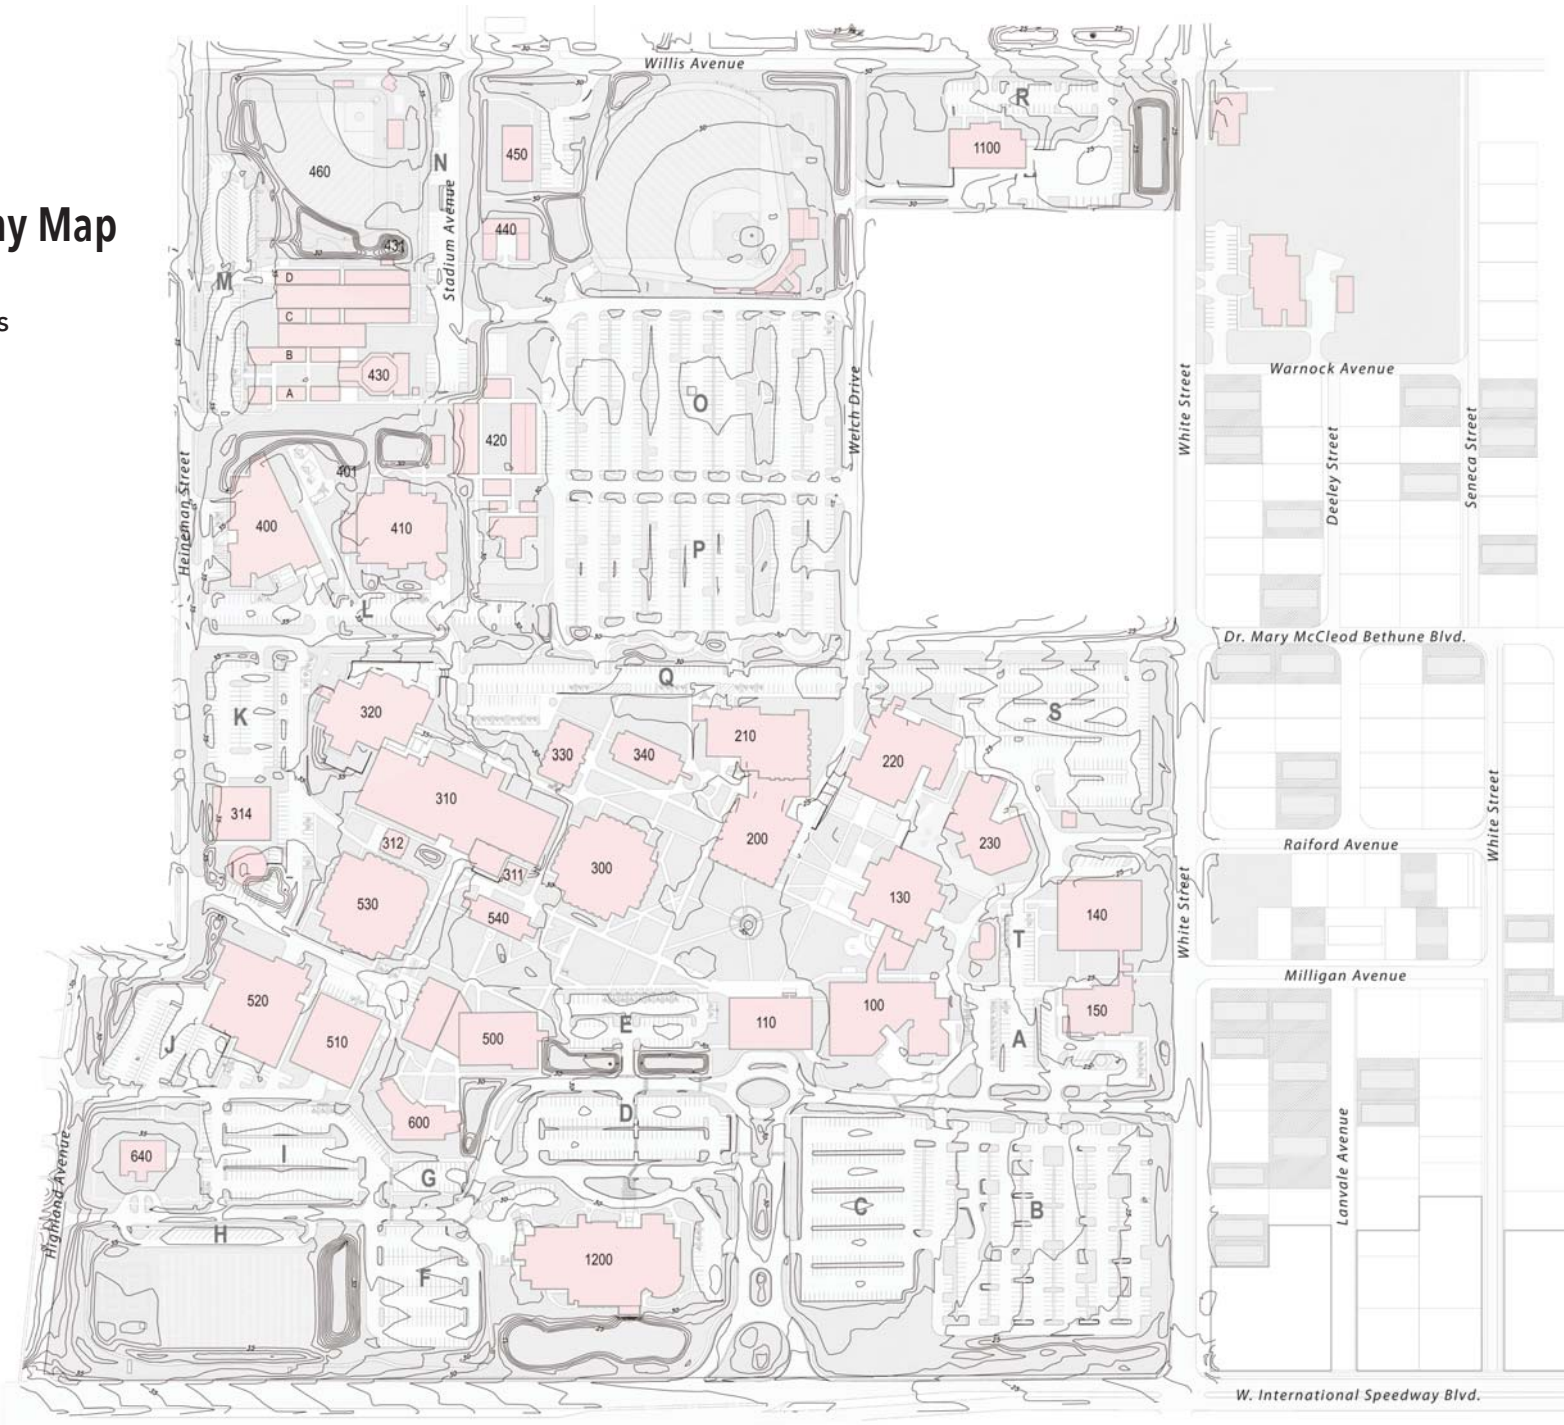 ny Map
s
Willis Avenue
R
N
450
1100
460
440
431
Stadium Avenue
M
D
C
B
A
430
O
Welch Drive
White Street
Warnock Avenue
Deeley Street
Seneca Street
420
401
Heineman Street
400
410
P
L
Dr. Mary McCleod Bethune Blvd.
Q
K
320
S
210
330
340
220
310
314
312
311
300
200
230
Raiford Avenue
White Street
White Street
530
540
130
140
T
Milligan Avenue
520
510
500
E
110
100
150
A
J
600
D
Highland Avenue
640
I
G
C
B
Lanvale Avenue
H
F
1200
W. International Speedway Blvd.